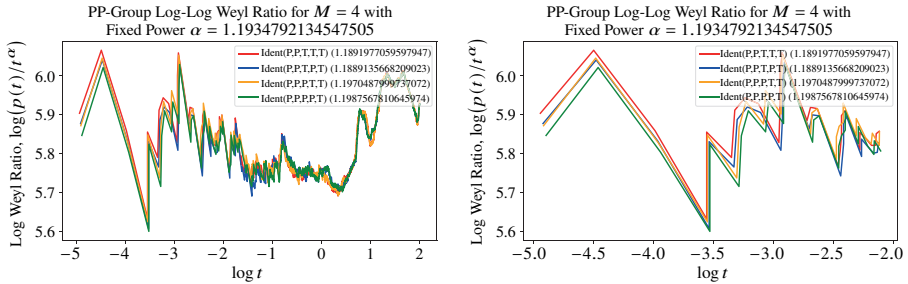 PP-Group Log-Log Weyl Ratio for M = 4 with
Fixed Power α = 1.1934792134547505
Log Weyl Ratio, log(p(t)/t^α)
6.0
5.9
5.8
5.7
5.6
Ident(P,P,T,T,T) (1.1891977059597947)
Ident(P,P,T,P,T) (1.1889135668209023)
Ident(P,P,P,T,T) (1.1970487999737072)
Ident(P,P,P,P,T) (1.1987567810645974)
−5 −4 −3 −2 −1 0 1 2
log t
PP-Group Log-Log Weyl Ratio for M = 4 with
Fixed Power α = 1.1934792134547505
Log Weyl Ratio, log(p(t)/t^α)
6.0
5.9
5.8
5.7
5.6
Ident(P,P,T,T,T) (1.1891977059597947)
Ident(P,P,T,P,T) (1.1889135668209023)
Ident(P,P,P,T,T) (1.1970487999737072)
Ident(P,P,P,P,T) (1.1987567810645974)
−5.0 −4.5 −4.0 −3.5 −3.0 −2.5 −2.0
log t